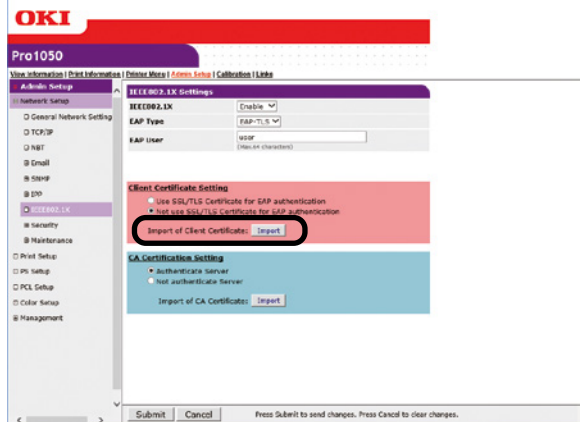 OKI
Pro1050
View Information | Print Information | Printer Menu | Admin Setup | Calibration | Links
Admin Setup
Network Setup
General Network Setting
TCP/IP
NBT
Email
SNMP
IPP
IEEE802.1X
Security
Maintenance
Print Setup
PS Setup
PCL Setup
Color Setup
Management
IEEE802.1X Settings
IEEE802.1X Enable
EAP Type EAP-TLS
EAP User user
(Max.64 characters)
Client Certificate Setting
Use SSL/TLS Certificate for EAP authentication
Not use SSL/TLS Certificate for EAP authentication
Import of Client Certificate: Import
CA Certification Setting
Authenticate Server
Not authenticate Server
Import of CA Certificate: Import
Submit Cancel Press Submit to send changes. Press Cancel to clear changes.